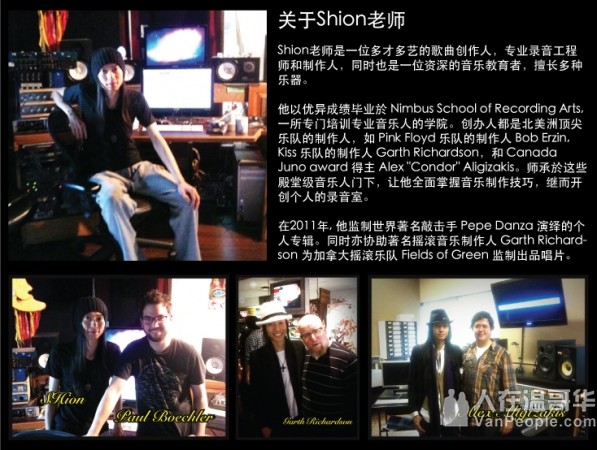 关于Shion老师
Shion老师是一位多才多艺的歌曲创作人，专业录音工程
师和制作人，同时也是一位资深的音乐教育者，擅长多种
乐器。
他以优异成绩毕业於 Nimbus School of Recording Arts,
一所专门培训专业音乐人的学院。创办人都是北美洲顶尖
乐队的制作人，如 Pink Floyd 乐队的制作人 Bob Erzin,
Kiss 乐队的制作人 Garth Richardson，和 Canada
Juno award 得主 Alex "Condor" Aligizakis. 师承於这些
殿堂级音乐人门下，让他全面掌握音乐制作技巧，继而开
创个人的录音室。
在2011年, 他监制世界著名敲击手 Pepe Danza 演绎的个
人专辑。同时亦协助著名摇滚音乐制作人 Garth Richard-
son 为加拿大摇滚乐队 Fields of Green 监制出品唱片。
SHion
Paul Boechler
Garth Richardson
Alex Aligizakis
人在温哥华
VanPeople.com